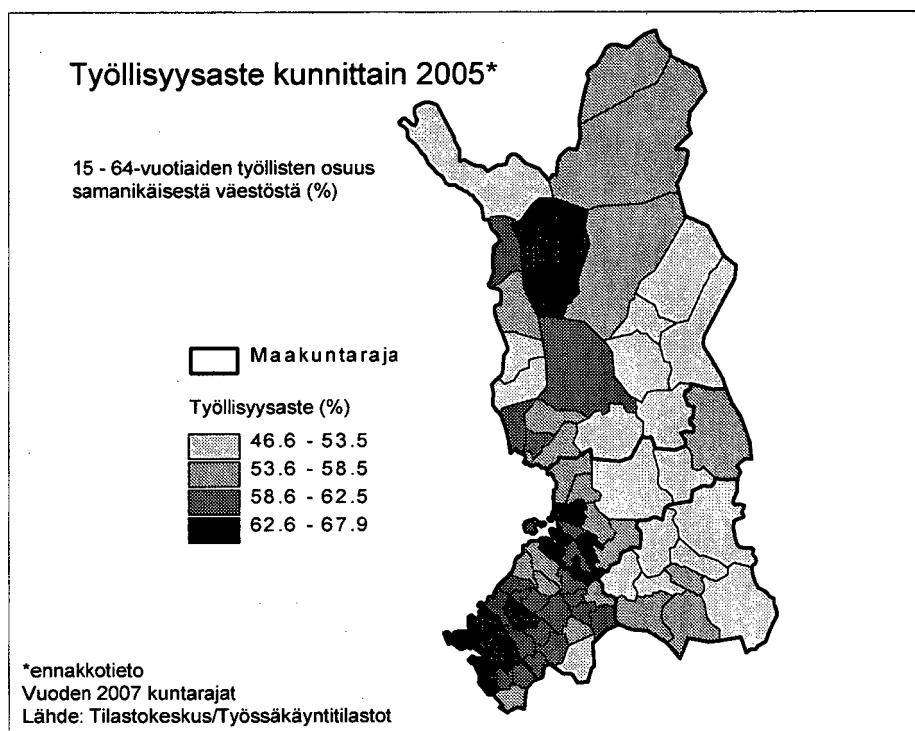 Työllisyysaste kunnittain 2005*
15 - 64-vuotiaiden työllisten osuus
samanikäisestä väestöstä (%)
Maakuntaraja
Työllisyysaste (%)
46.6 - 53.5
53.6 - 58.5
58.6 - 62.5
62.6 - 67.9
*ennakkotieto
Vuoden 2007 kuntarajat
Lähde: Tilastokeskus/Työssäkäyntitilastot